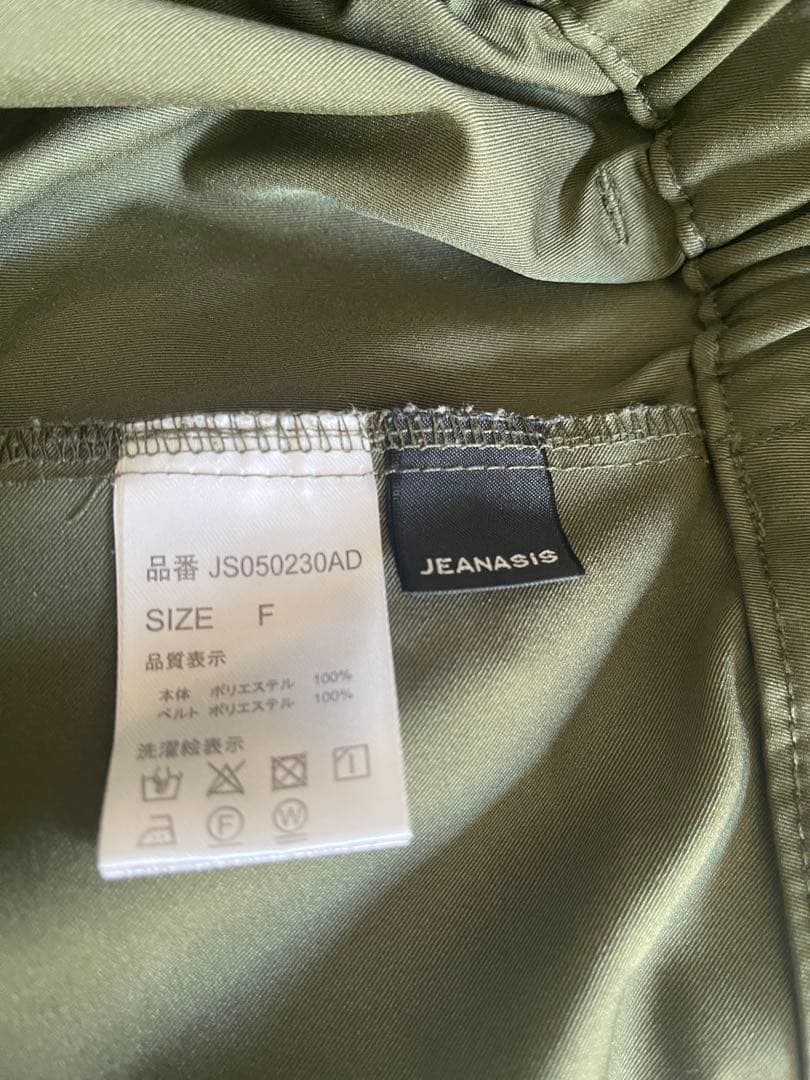 品番 JS050230AD
SIZE F
品質表示
本体 ポリエステル 100%
ベルト ポリエステル 100%
洗濯絵表示
F W
JEANASiS